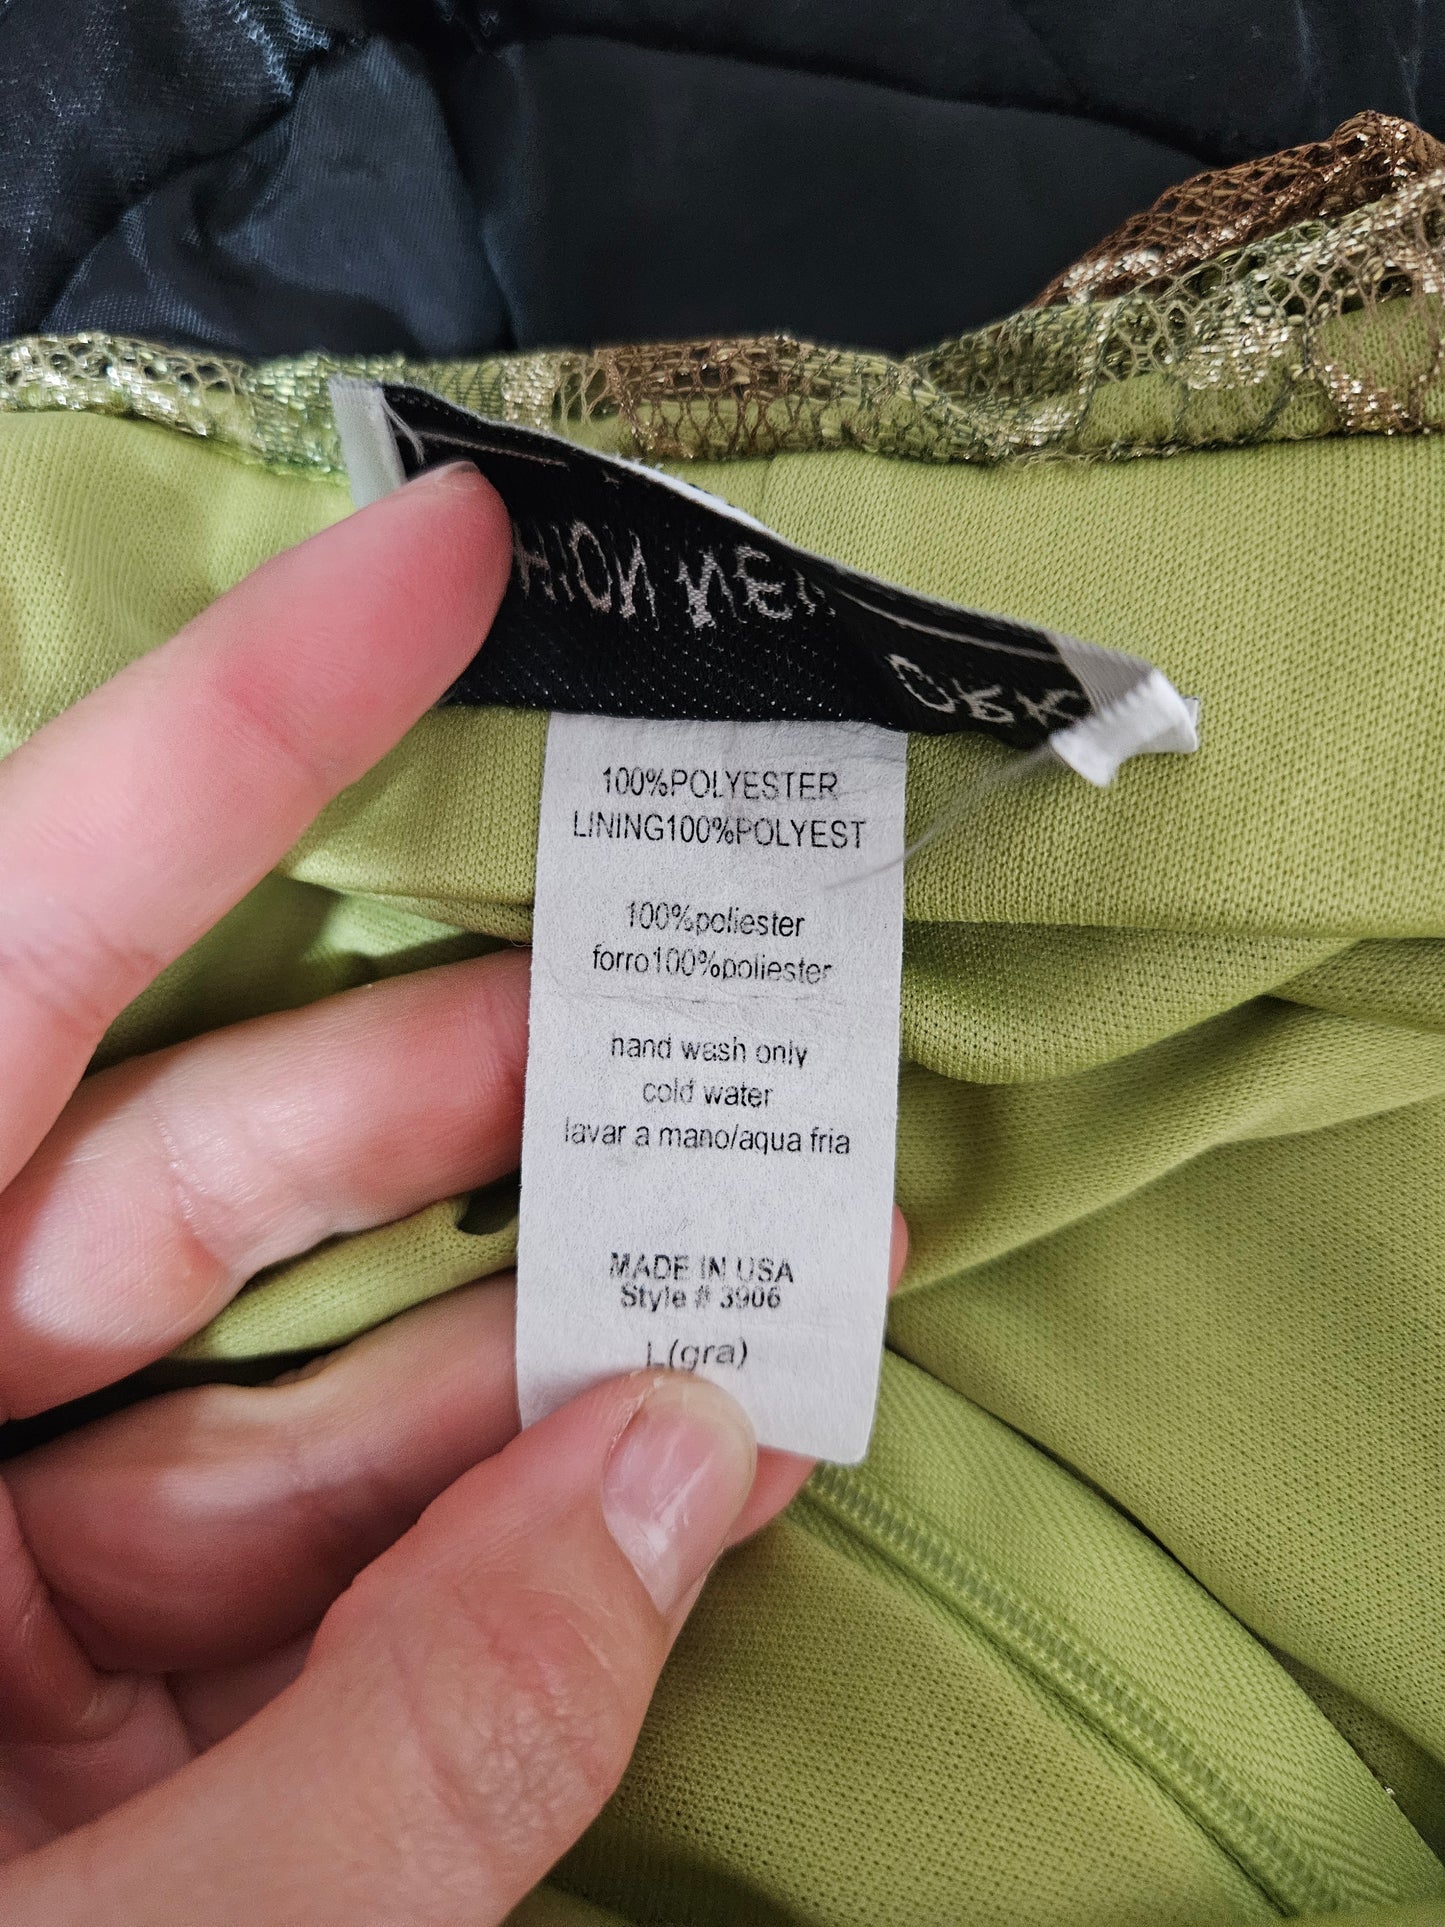 100%POLYESTER
LINING100%POLYEST
100%poliester
forro100%poliester
hand wash only
cold water
lavar a mano/aqua fria
MADE IN USA
Style # 3906
L(gra)